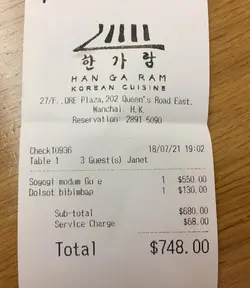 한가람
HAN GA RAM
KOREAN CUISINE
27/F., ORE Plaza, 202 Queen's Road East,
Wanchai, H.K.
Reservation: 2891 5090
Check10936 18/07/21 19:02
Table 1 3 Guest(s) Janet
Sogogi modum Gu e 1 $550.00
Dolsot bibimbap 1 $130.00
Sub-total $680.00
Service Charge $68.00
Total $748.00